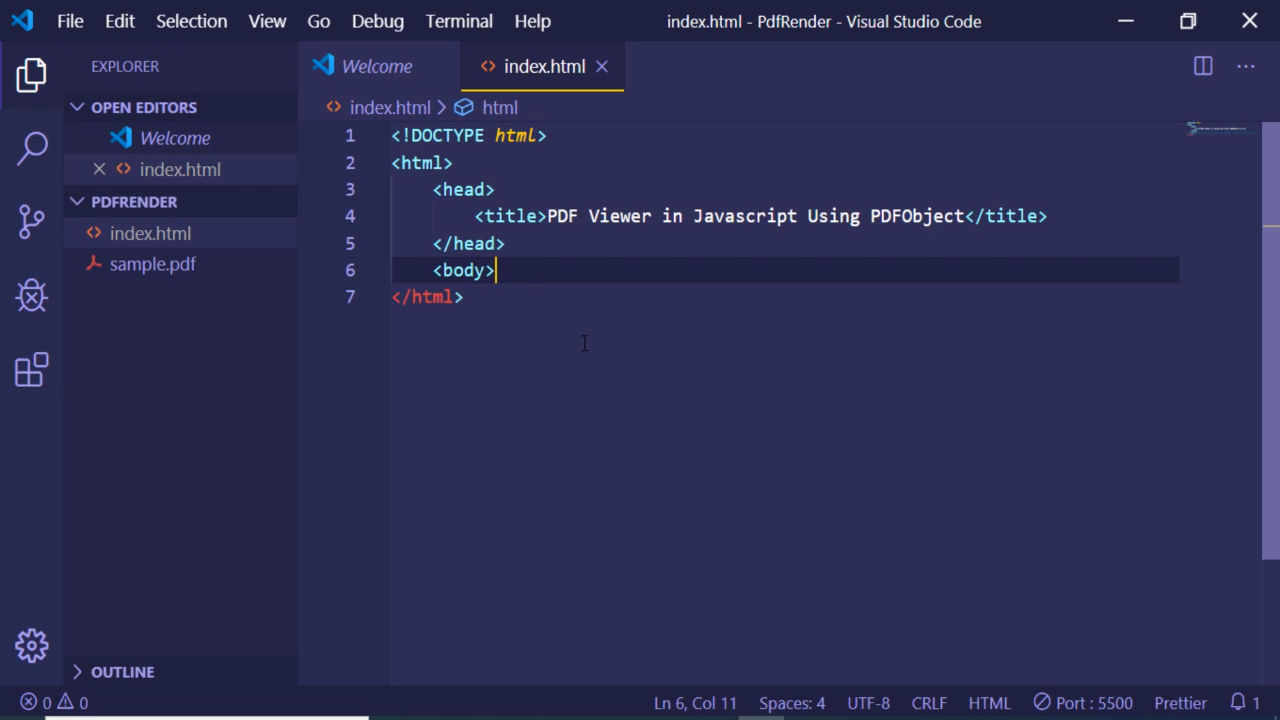 File Edit Selection View Go Debug Terminal Help index.html - PdfRender - Visual Studio Code
EXPLORER
OPEN EDITORS
Welcome
index.html
PDFRENDER
index.html
sample.pdf
OUTLINE
Welcome index.html
index.html > html
1 <!DOCTYPE html>
2 <html>
3 <head>
4 <title>PDF Viewer in Javascript Using PDFObject</title>
5 </head>
6 <body>
7 </html>
0 0 Ln 6, Col 11 Spaces: 4 UTF-8 CRLF HTML Port : 5500 Prettier 1